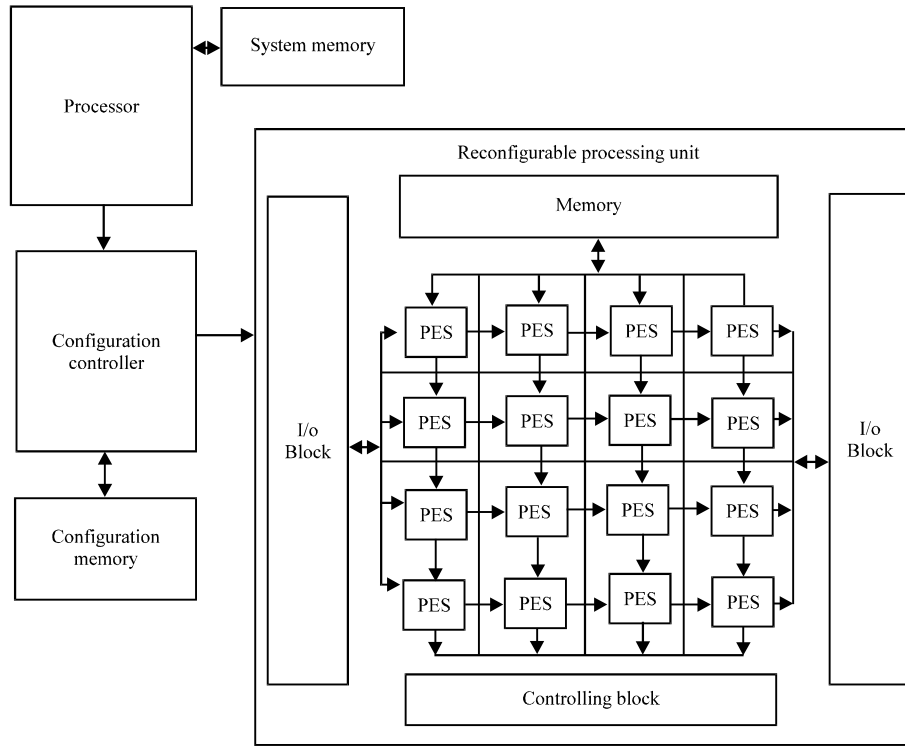 System memory
Processor
Reconfigurable processing unit
Memory
Configuration
controller
PES PES PES PES
PES PES PES PES
I/o
Block
I/o
Block
PES PES PES PES
Configuration
memory
PES PES PES PES
Controlling block